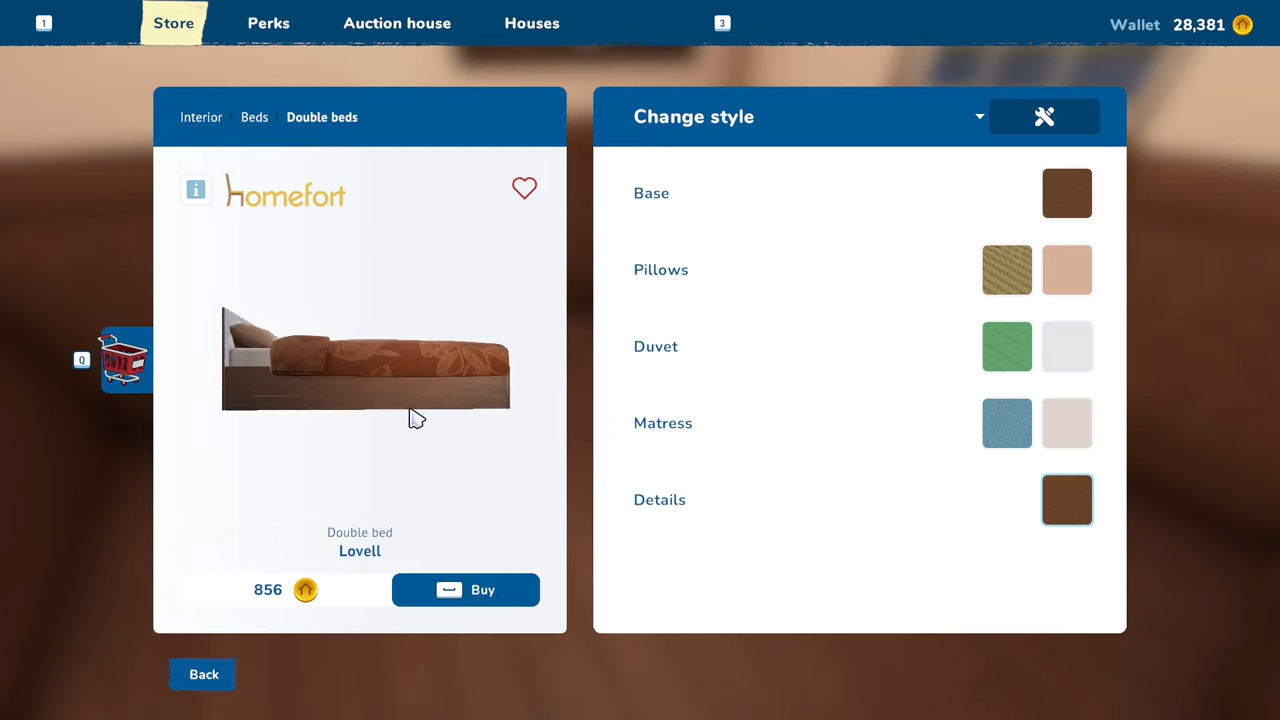 1
Store
Perks
Auction house
Houses
3
Wallet 28,381
Interior Beds Double beds
i
homefort
Change style
Base
Pillows
Duvet
Matress
Details
Q
Double bed
Lovell
856
Buy
Back